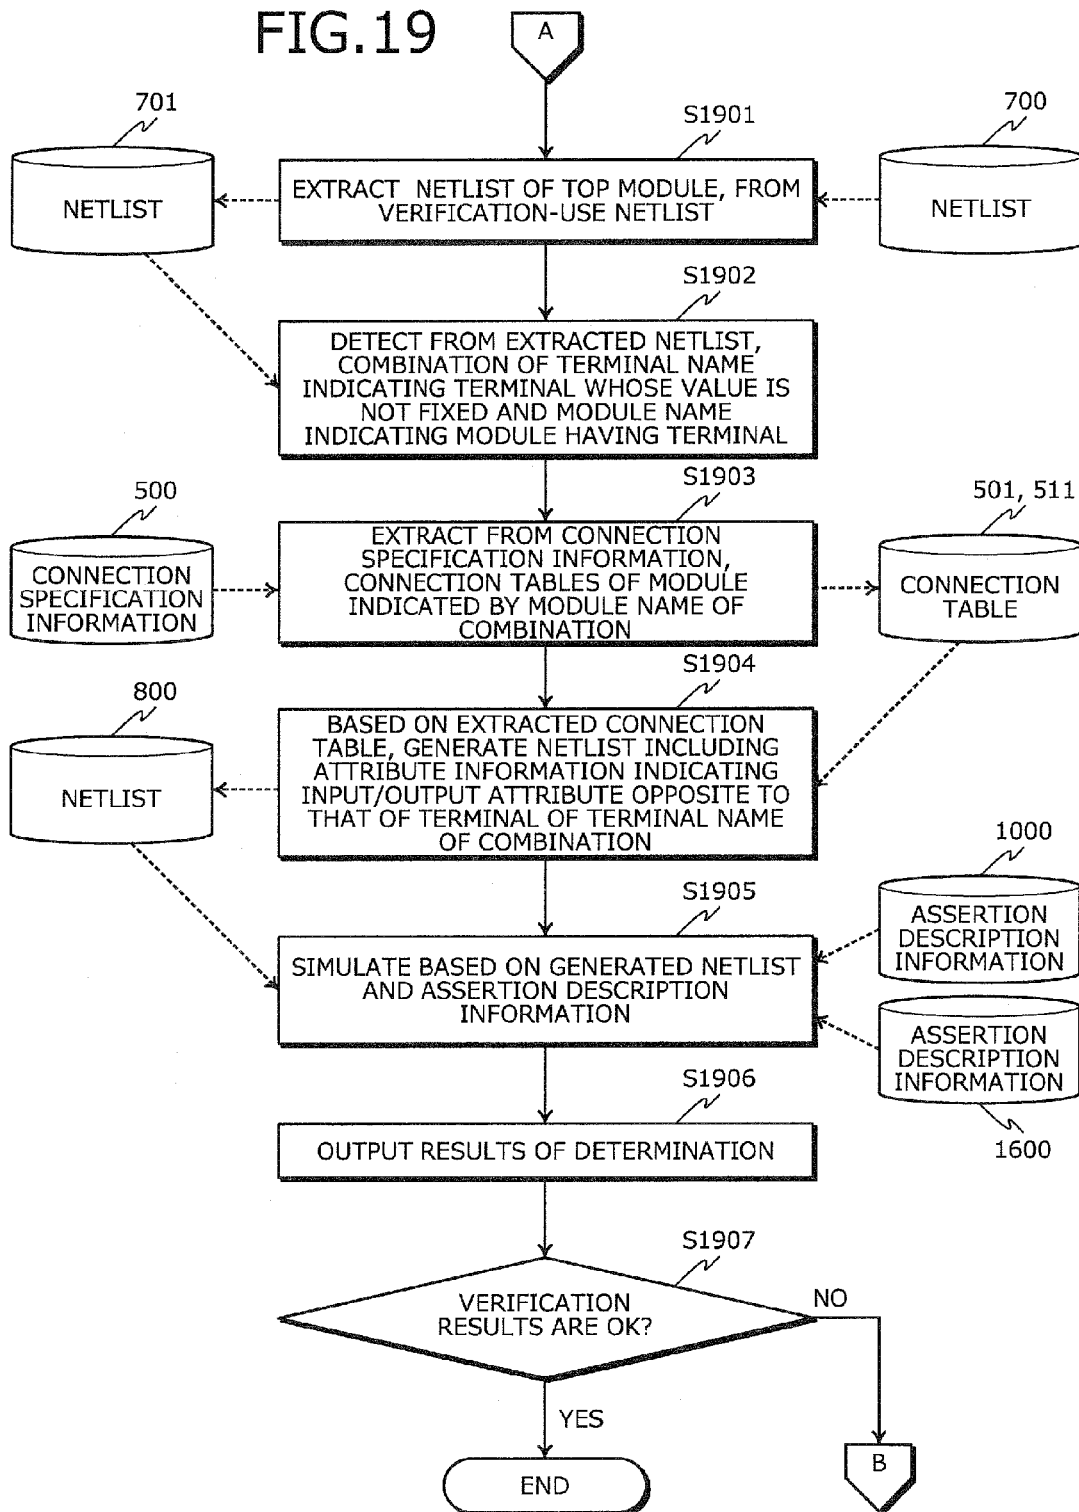 FIG.19
A
701
S1901
700
NETLIST
EXTRACT NETLIST OF TOP MODULE, FROM
VERIFICATION-USE NETLIST
NETLIST
S1902
DETECT FROM EXTRACTED NETLIST,
COMBINATION OF TERMINAL NAME
INDICATING TERMINAL WHOSE VALUE IS
NOT FIXED AND MODULE NAME
INDICATING MODULE HAVING TERMINAL
500
S1903
501, 511
CONNECTION
SPECIFICATION
INFORMATION
EXTRACT FROM CONNECTION
SPECIFICATION INFORMATION,
CONNECTION TABLES OF MODULE
INDICATED BY MODULE NAME OF
COMBINATION
CONNECTION
TABLE
800
S1904
NETLIST
BASED ON EXTRACTED CONNECTION
TABLE, GENERATE NETLIST INCLUDING
ATTRIBUTE INFORMATION INDICATING
INPUT/OUTPUT ATTRIBUTE OPPOSITE TO
THAT OF TERMINAL OF TERMINAL NAME
OF COMBINATION
1000
S1905
ASSERTION
DESCRIPTION
INFORMATION
SIMULATE BASED ON GENERATED NETLIST
AND ASSERTION DESCRIPTION
INFORMATION
ASSERTION
DESCRIPTION
INFORMATION
1600
S1906
OUTPUT RESULTS OF DETERMINATION
S1907
VERIFICATION
RESULTS ARE OK?
NO
YES
END
B